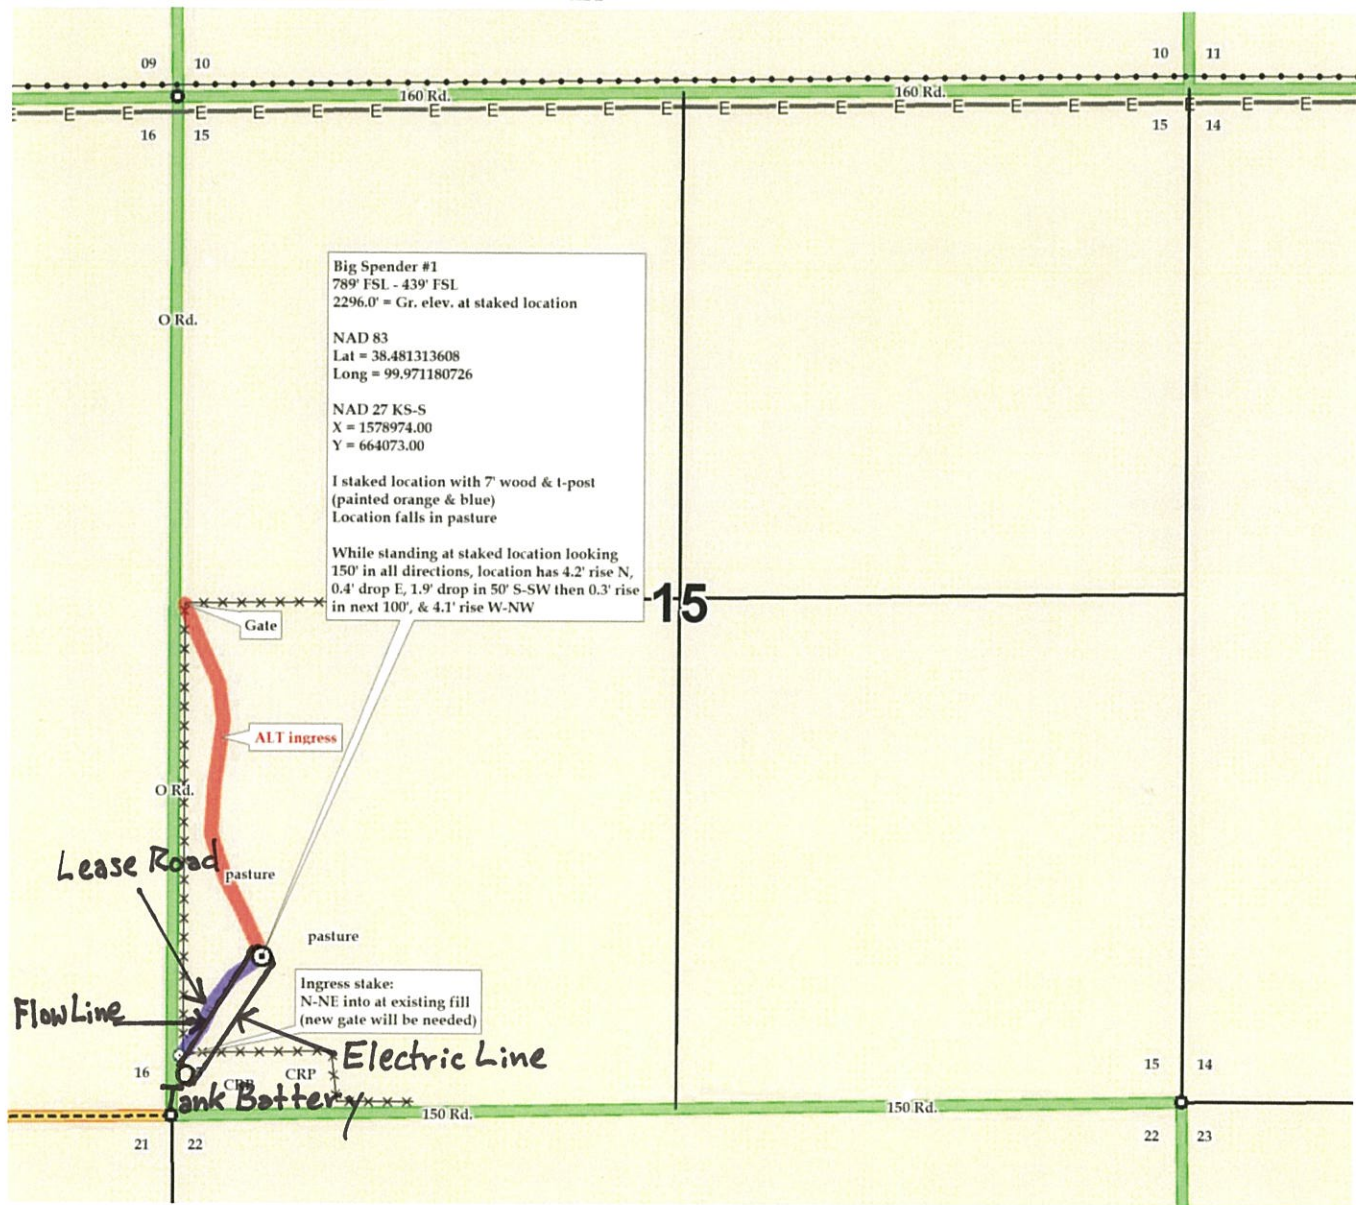 09 10
10 11
160 Rd.
160 Rd.
E E E E E E E E E E E E E E E E E E E E E E E
16 15
15 14
Big Spender #1
789' FSL - 439' FSL
2296.0' = Gr. elev. at staked location
NAD 83
Lat = 38.481313608
Long = 99.971180726
NAD 27 KS-S
X = 1578974.00
Y = 664073.00
I staked location with 7' wood & t-post
(painted orange & blue)
Location falls in pasture
While standing at staked location looking
150' in all directions, location has 4.2' rise N,
0.4' drop E, 1.9' drop in 50' S-SW then 0.3' rise
in next 100', & 4.1' rise W-NW
O Rd.
15
Gate
ALT ingress
O Rd.
Lease Road
pasture
pasture
Ingress stake:
N-NE into at existing fill
(new gate will be needed)
Flow Line
Electric Line
16
CRP
CRP
15 14
Tank Battery
150 Rd.
150 Rd.
21 22
22 23